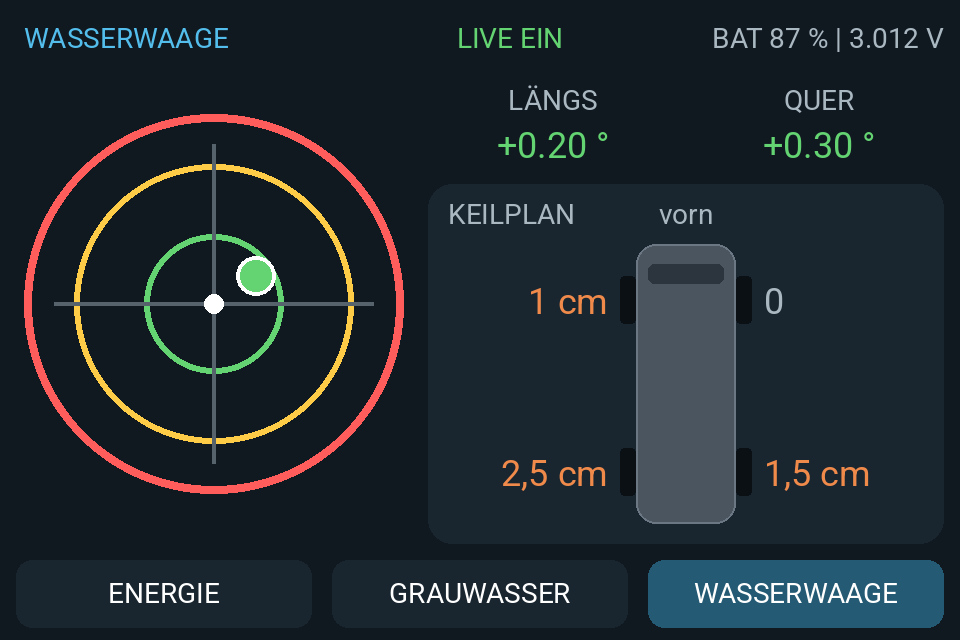 WASSERWAAGE
LIVE EIN
BAT 87 % | 3.012 V
LÄNGS
QUER
+0.20 °
+0.30 °
KEILPLAN
vorn
1 cm
0
2,5 cm
1,5 cm
ENERGIE
GRAUWASSER
WASSERWAAGE